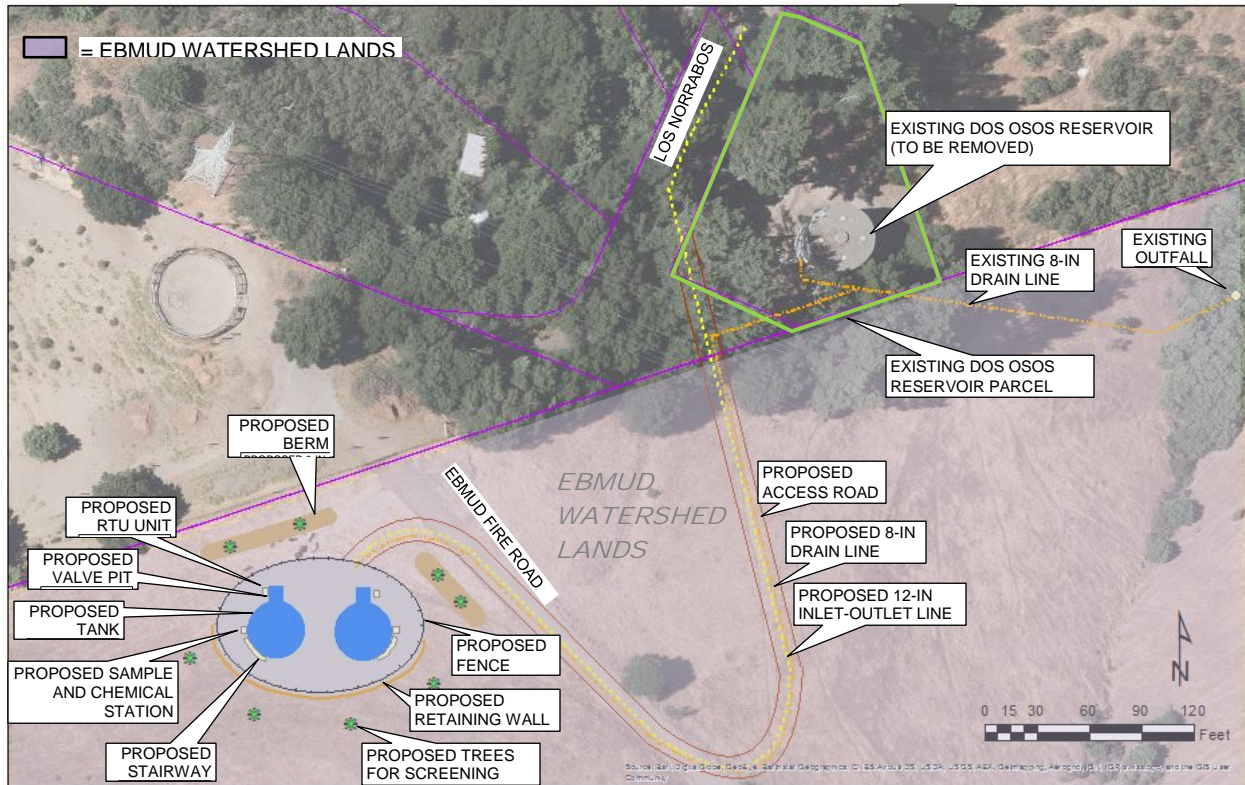 = EBMUD WATERSHED LANDS
LOS NORRABOS
EXISTING DOS OSOS RESERVOIR
(TO BE REMOVED)
EXISTING
OUTFALL
EXISTING 8-IN
DRAIN LINE
EXISTING DOS OSOS
RESERVOIR PARCEL
PROPOSED
BERM
PROPOSED
RTU UNIT
PROPOSED
VALVE PIT
PROPOSED
TANK
PROPOSED SAMPLE
AND CHEMICAL
STATION
PROPOSED
STAIRWAY
EBMUD FIRE ROAD
EBMUD
WATERSHED
LANDS
PROPOSED
ACCESS ROAD
PROPOSED 8-IN
DRAIN LINE
PROPOSED 12-IN
INLET-OUTLET LINE
PROPOSED
FENCE
PROPOSED
RETAINING WALL
PROPOSED TREES
FOR SCREENING
N
0 15 30 60 90 120
Feet
Community